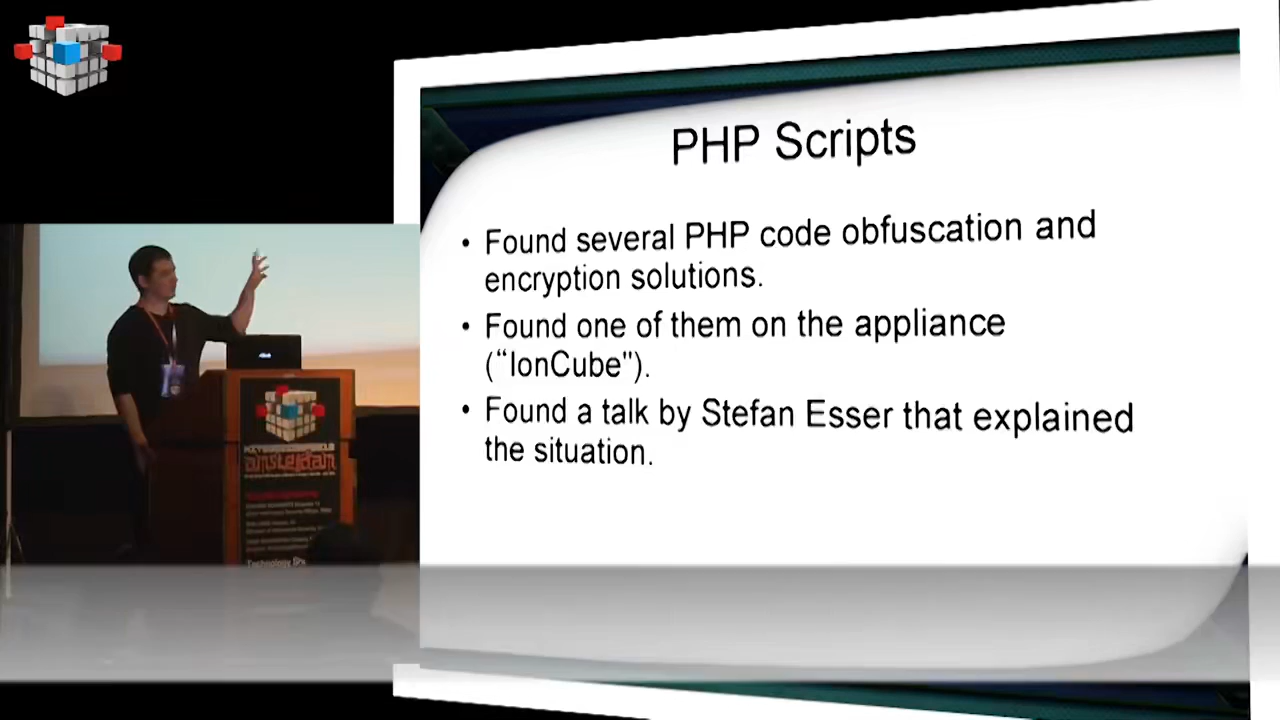 PHP Scripts
• Found several PHP code obfuscation and
encryption solutions.
• Found one of them on the appliance
(“IonCube").
• Found a talk by Stefan Esser that explained
the situation.
amsterdam